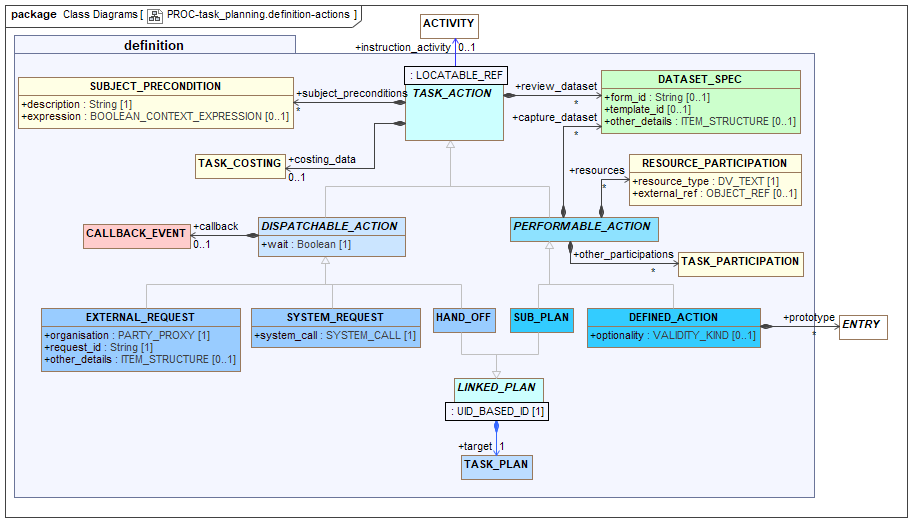 package Class Diagrams [ PROC-task_planning.definition-actions ]
ACTIVITY
+instruction_activity 0..1
definition
: LOCATABLE_REF
TASK_ACTION
SUBJECT_PRECONDITION
+description : String [1]
+expression : BOOLEAN_CONTEXT_EXPRESSION [0..1]
+subject_preconditions
*
+review_dataset
*
DATASET_SPEC
+form_id : String [0..1]
+template_id [0..1]
+other_details : ITEM_STRUCTURE [0..1]
+capture_dataset
*
TASK_COSTING
+costing_data
0..1
+resources
*
RESOURCE_PARTICIPATION
+resource_type : DV_TEXT [1]
+external_ref : OBJECT_REF [0..1]
CALLBACK_EVENT
+callback
0..1
DISPATCHABLE_ACTION
+wait : Boolean [1]
PERFORMABLE_ACTION
+other_participations
*
TASK_PARTICIPATION
EXTERNAL_REQUEST
+organisation : PARTY_PROXY [1]
+request_id : String [1]
+other_details : ITEM_STRUCTURE [0..1]
SYSTEM_REQUEST
+system_call : SYSTEM_CALL [1]
HAND_OFF
SUB_PLAN
DEFINED_ACTION
+optionality : VALIDITY_KIND [0..1]
+prototype
*
ENTRY
LINKED_PLAN
: UID_BASED_ID [1]
+target 1
TASK_PLAN